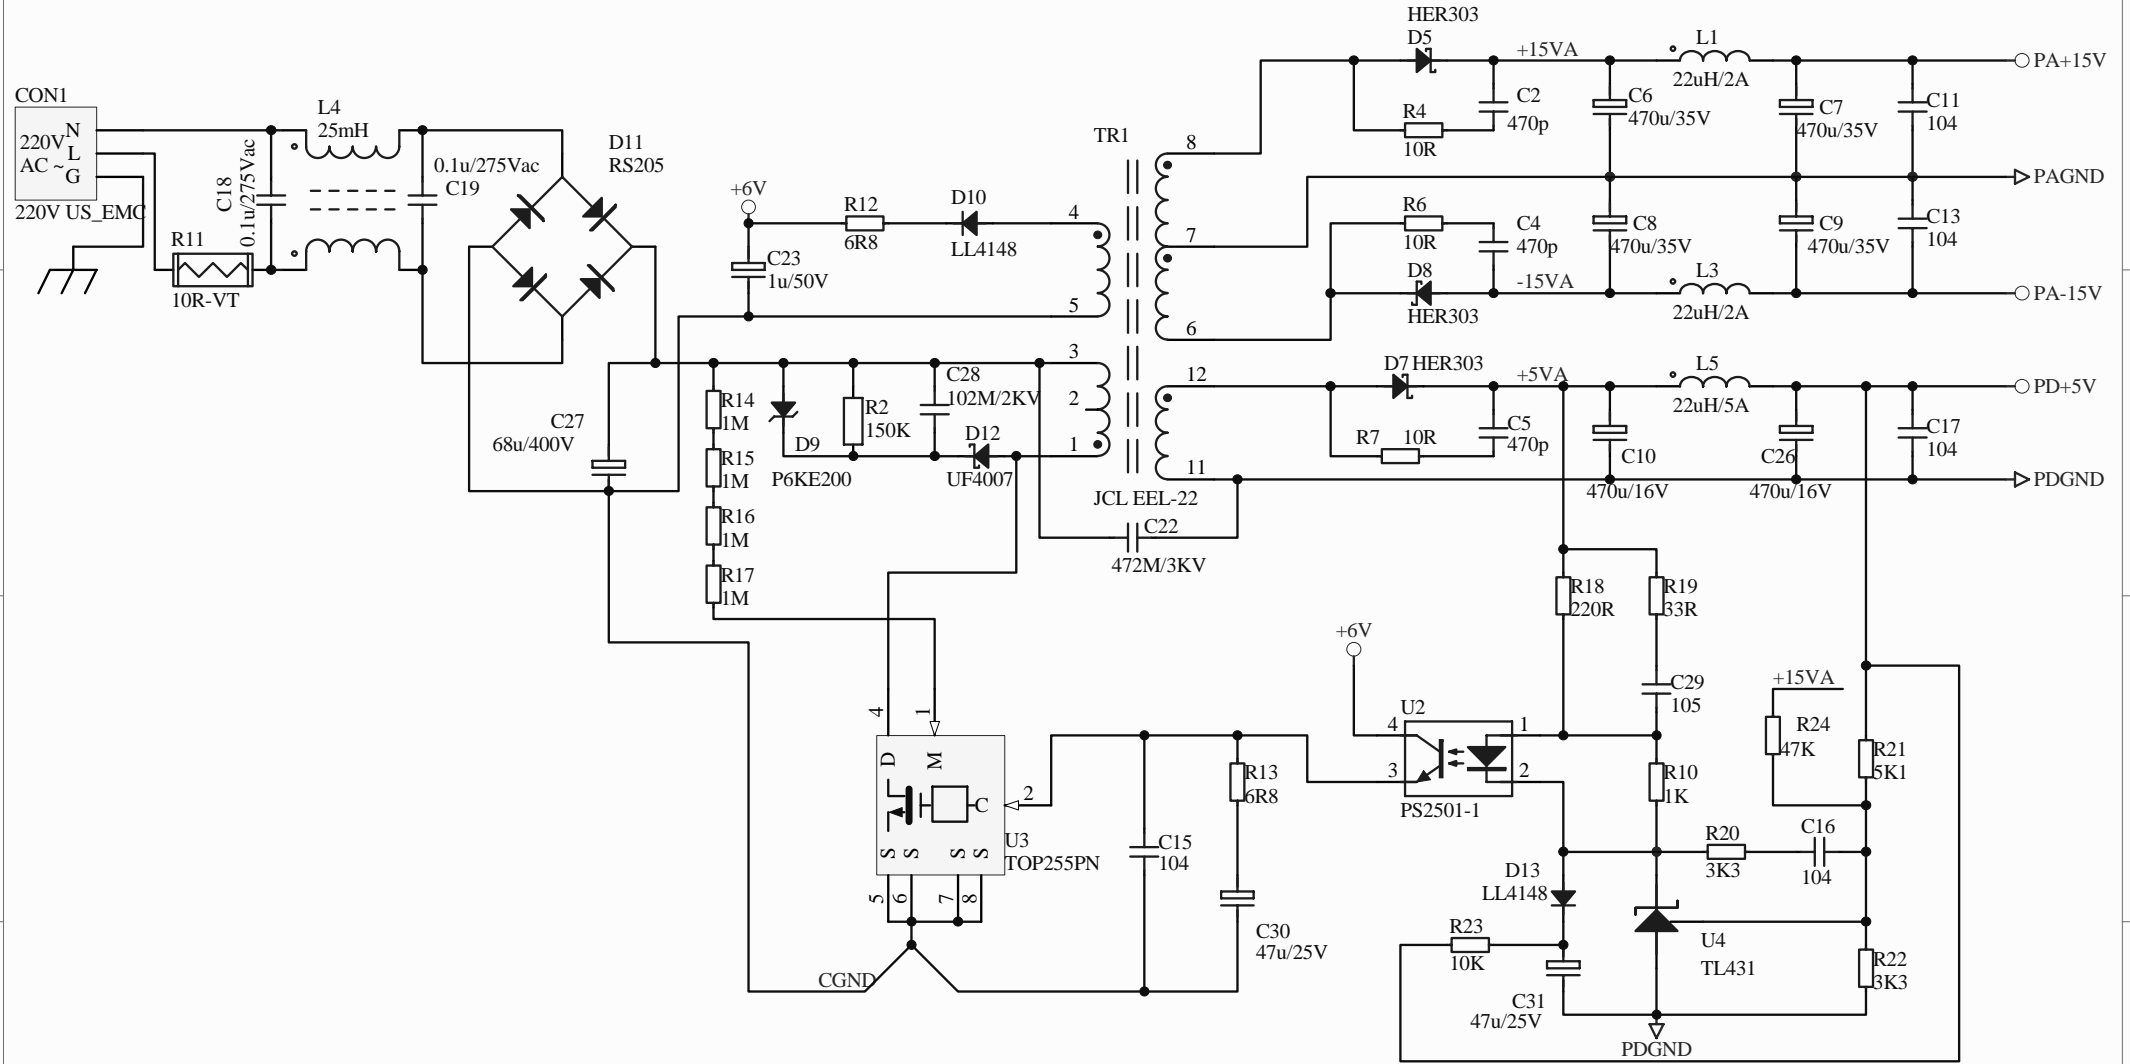 CON1
220V
AC ~
N
L
G
220V US_EMC
R11
10R-VT
C18
0.1u/275Vac
L4
25mH
0.1u/275Vac
C19
D11
RS205
+6V
R12
6R8
D10
LL4148
C23
1u/50V
C27
68u/400V
R14
1M
R15
1M
R16
1M
R17
1M
D9
P6KE200
R2
150K
C28
102M/2KV
D12
UF4007
TR1
4
5
3
2
1
8
7
6
12
11
JCL EEL-22
C22
472M/3KV
HER303
D5
+15VA
R4
10R
C2
470p
C6
470u/35V
L1
22uH/2A
C7
470u/35V
C11
104
PA+15V
PAGND
R6
10R
C4
470p
D8
HER303
-15VA
C8
470u/35V
L3
22uH/2A
C9
470u/35V
C13
104
PA-15V
D7 HER303
+5VA
R7
10R
C5
470p
C10
470u/16V
L5
22uH/5A
C26
470u/16V
C17
104
PD+5V
PDGND
R18
220R
R19
33R
C29
105
+6V
U2
4
3
1
2
PS2501-1
R10
1K
+15VA
R24
47K
R21
5K1
R20
3K3
C16
104
D13
LL4148
R23
10K
C31
47u/25V
U4
TL431
R22
3K3
PDGND
4
1
D
M
C
2
S
S
S
S
U3
TOP255PN
5
6
7
8
CGND
C15
104
R13
6R8
C30
47u/25V